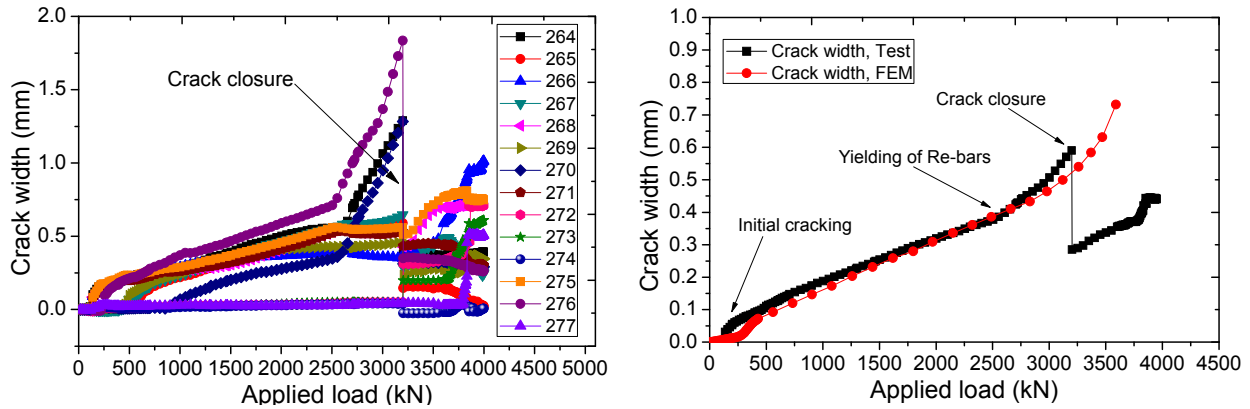 2.0
1.5
1.0
0.5
0.0
Crack width (mm)
Crack closure
264
265
266
267
268
269
270
271
272
273
274
275
276
277
0 500 1000 1500 2000 2500 3000 3500 4000 4500 5000
Applied load (kN)
1.0
0.9
0.8
0.7
0.6
0.5
0.4
0.3
0.2
0.1
0.0
Crack width (mm)
Crack width, Test
Crack width, FEM
Crack closure
Yielding of Re-bars
Initial cracking
0 500 1000 1500 2000 2500 3000 3500 4000 4500
Applied load (kN)